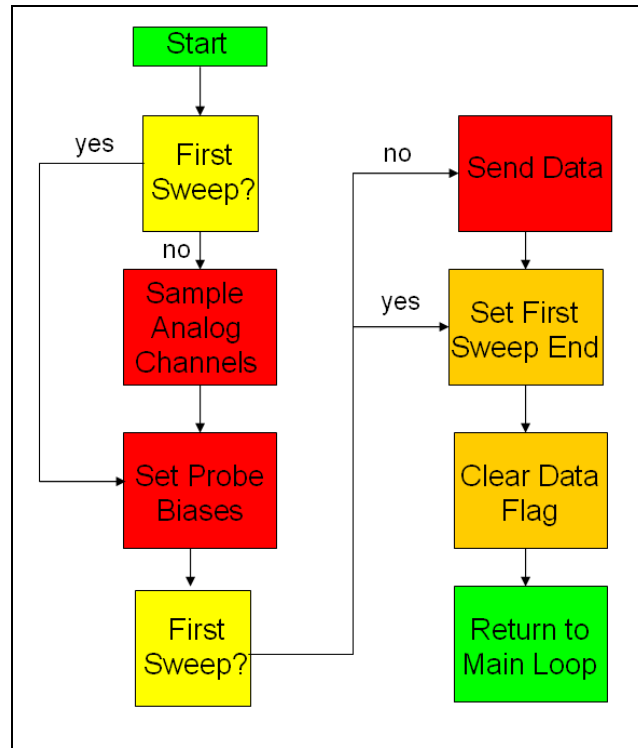 Start
yes
First
Sweep?
no
Sample
Analog
Channels
Set Probe
Biases
First
Sweep?
no
Send Data
yes
Set First
Sweep End
Clear Data
Flag
Return to
Main Loop